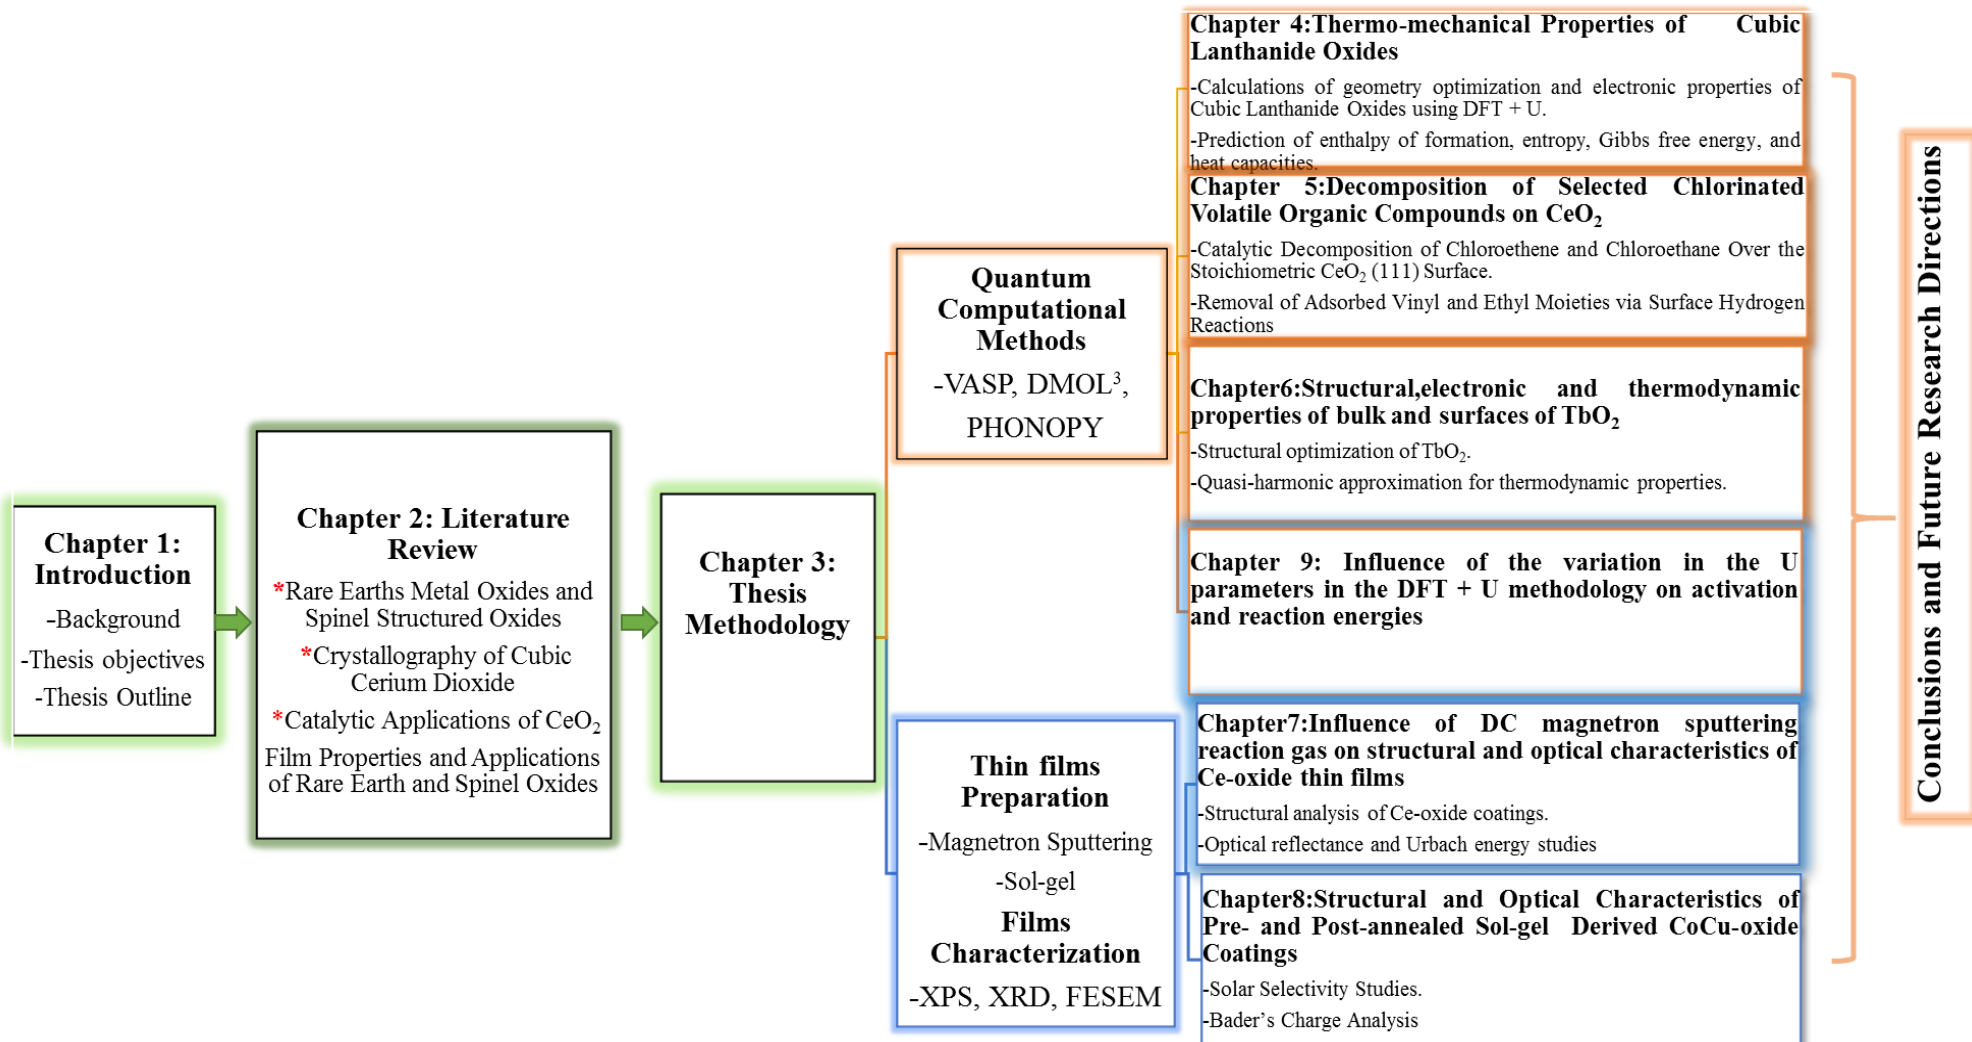 Chapter 1:
Introduction
-Background
-Thesis objectives
-Thesis Outline
Chapter 2: Literature
Review
*Rare Earths Metal Oxides and
Spinel Structured Oxides
*Crystallography of Cubic
Cerium Dioxide
*Catalytic Applications of CeO₂
Film Properties and Applications
of Rare Earth and Spinel Oxides
Chapter 3:
Thesis
Methodology
Quantum
Computational
Methods
-VASP, DMOL³,
PHONOPY
Thin films
Preparation
-Magnetron Sputtering
-Sol-gel
Films
Characterization
-XPS, XRD, FESEM
Chapter 4:Thermo-mechanical Properties of Cubic
Lanthanide Oxides
-Calculations of geometry optimization and electronic properties of
Cubic Lanthanide Oxides using DFT + U.
-Prediction of enthalpy of formation, entropy, Gibbs free energy, and
heat capacities.
Chapter 5:Decomposition of Selected Chlorinated
Volatile Organic Compounds on CeO₂
-Catalytic Decomposition of Chloroethene and Chloroethane Over the
Stoichiometric CeO₂ (111) Surface.
-Removal of Adsorbed Vinyl and Ethyl Moieties via Surface Hydrogen
Reactions
Chapter6:Structural,electronic and thermodynamic
properties of bulk and surfaces of TbO₂
-Structural optimization of TbO₂.
-Quasi-harmonic approximation for thermodynamic properties.
Chapter 9: Influence of the variation in the U
parameters in the DFT + U methodology on activation
and reaction energies
Chapter7:Influence of DC magnetron sputtering
reaction gas on structural and optical characteristics of
Ce-oxide thin films
-Structural analysis of Ce-oxide coatings.
-Optical reflectance and Urbach energy studies
Chapter8:Structural and Optical Characteristics of
Pre- and Post-annealed Sol-gel Derived CoCu-oxide
Coatings
-Solar Selectivity Studies.
-Bader’s Charge Analysis
Conclusions and Future Research Directions